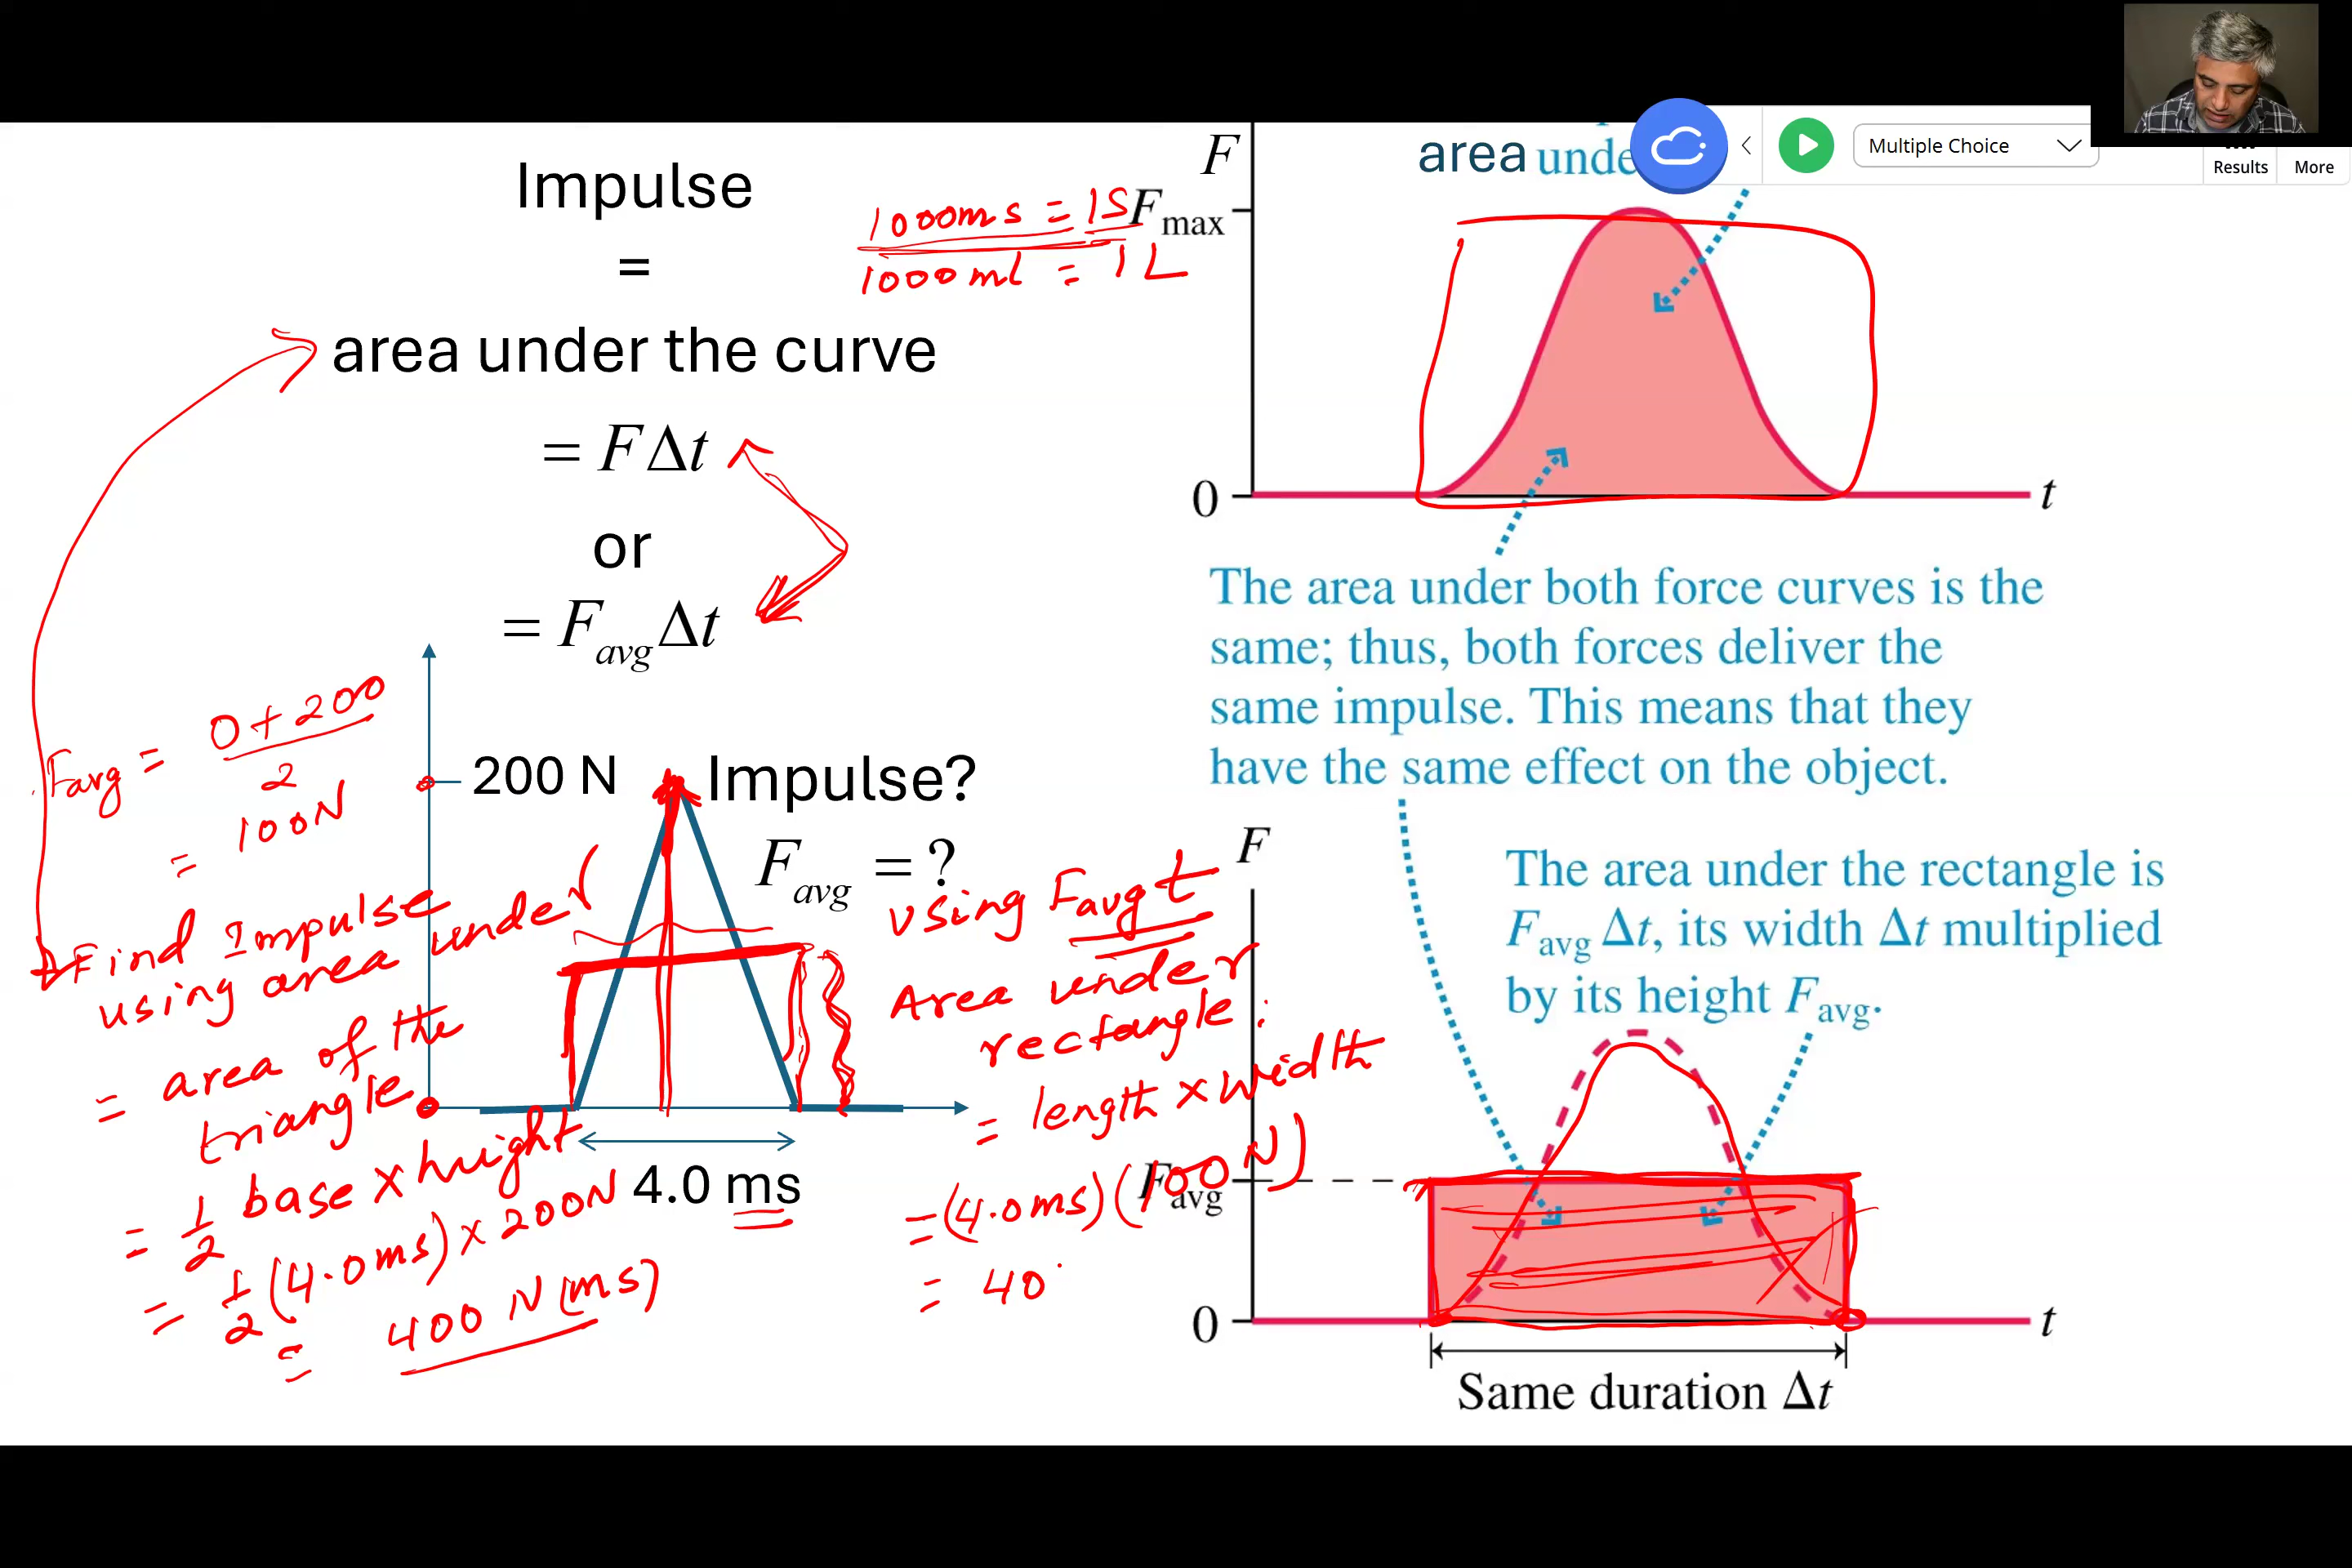 Impulse
=
area under the curve
= FΔt
or
= F_avg Δt
1000ms = 1S
1000ml = 1L
Favg = 0+200
2
= 100N
200 N
Impulse?
F_avg = ?
4.0 ms
Find Impulse
using area under
= area of the
triangle
= 1/2 base x height
= 1/2 (4.0ms) x 200N
= 400 N(ms)
using Favg t
Area under
rectangle:
= length x width
= (4.0ms)(100N)
= 40
area unde
Multiple Choice
Results
More
F
F_max
0
t
The area under both force curves is the
same; thus, both forces deliver the
same impulse. This means that they
have the same effect on the object.
F
The area under the rectangle is
F_avg Δt, its width Δt multiplied
by its height F_avg.
F_avg
0
t
Same duration Δt